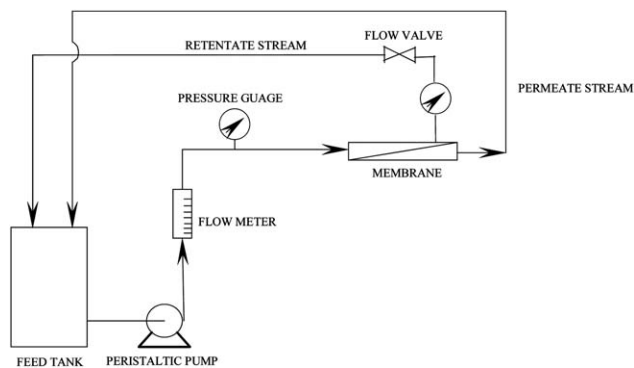 FLOW VALVE
RETENTATE STREAM
PERMEATE STREAM
PRESSURE GUAGE
MEMBRANE
FLOW METER
FEED TANK
PERISTALTIC PUMP